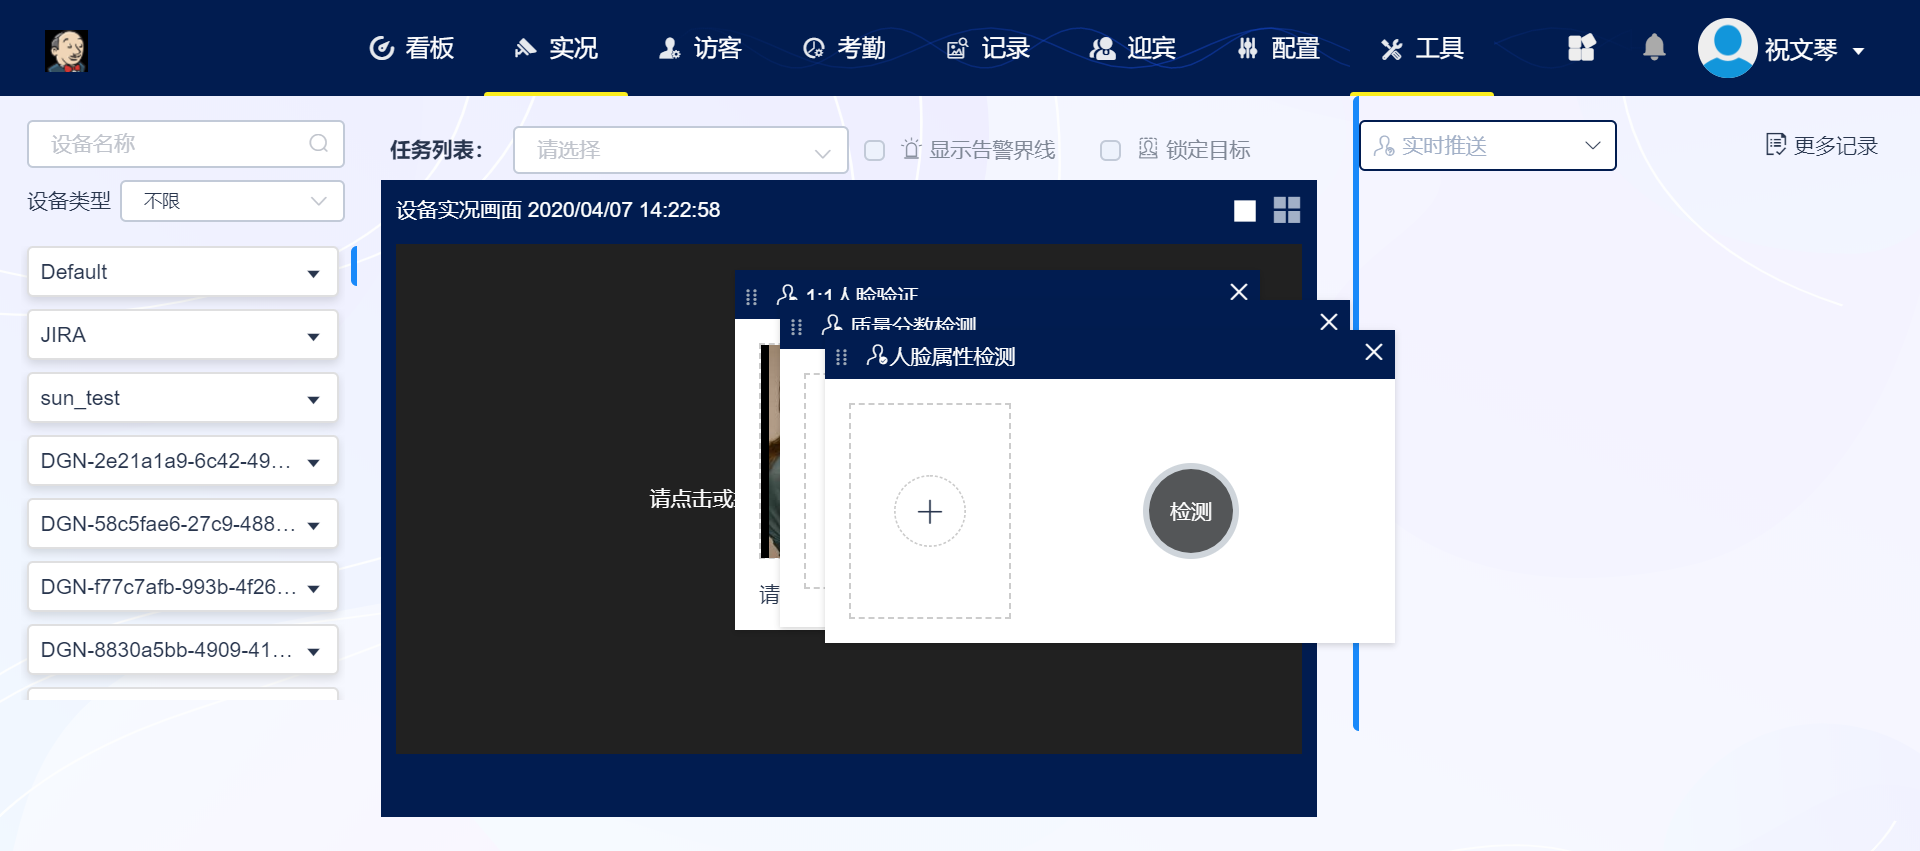 看板 实况 访客 考勤 记录 迎宾 配置 工具 祝文琴
设备名称
设备类型 不限
Default
JIRA
sun_test
DGN-2e21a1a9-6c42-49...
DGN-58c5fae6-27c9-488...
DGN-f77c7afb-993b-4f26...
DGN-8830a5bb-4909-41...
任务列表: 请选择 显示告警界线 锁定目标
设备实况画面 2020/04/07 14:22:58
请点击或
1:1人脸验证
质量分数检测
人脸属性检测
检测
请
实时推送 更多记录